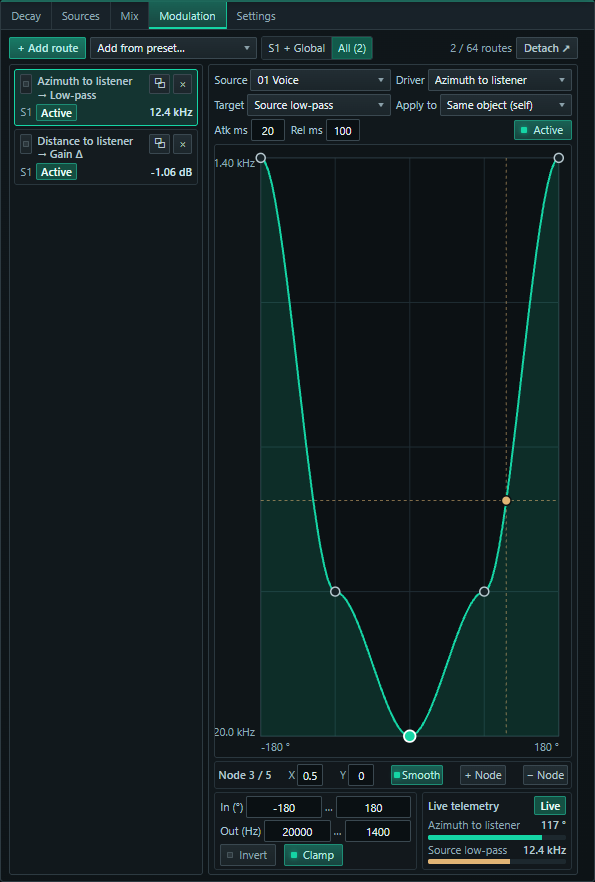 Decay Sources Mix Modulation Settings
+ Add route Add from preset... S1 + Global All (2) 2 / 64 routes Detach ↗
Azimuth to listener
→ Low-pass
S1 Active 12.4 kHz
Distance to listener
→ Gain Δ
S1 Active -1.06 dB
Source 01 Voice Driver Azimuth to listener
Target Source low-pass Apply to Same object (self)
Atk ms 20 Rel ms 100 Active
1.40 kHz
20.0 kHz
-180 ° 180 °
Node 3 / 5 X 0.5 Y 0 Smooth + Node − Node
In (°) -180 ... 180
Out (Hz) 20000 ... 1400
Invert Clamp
Live telemetry Live
Azimuth to listener 117 °
Source low-pass 12.4 kHz